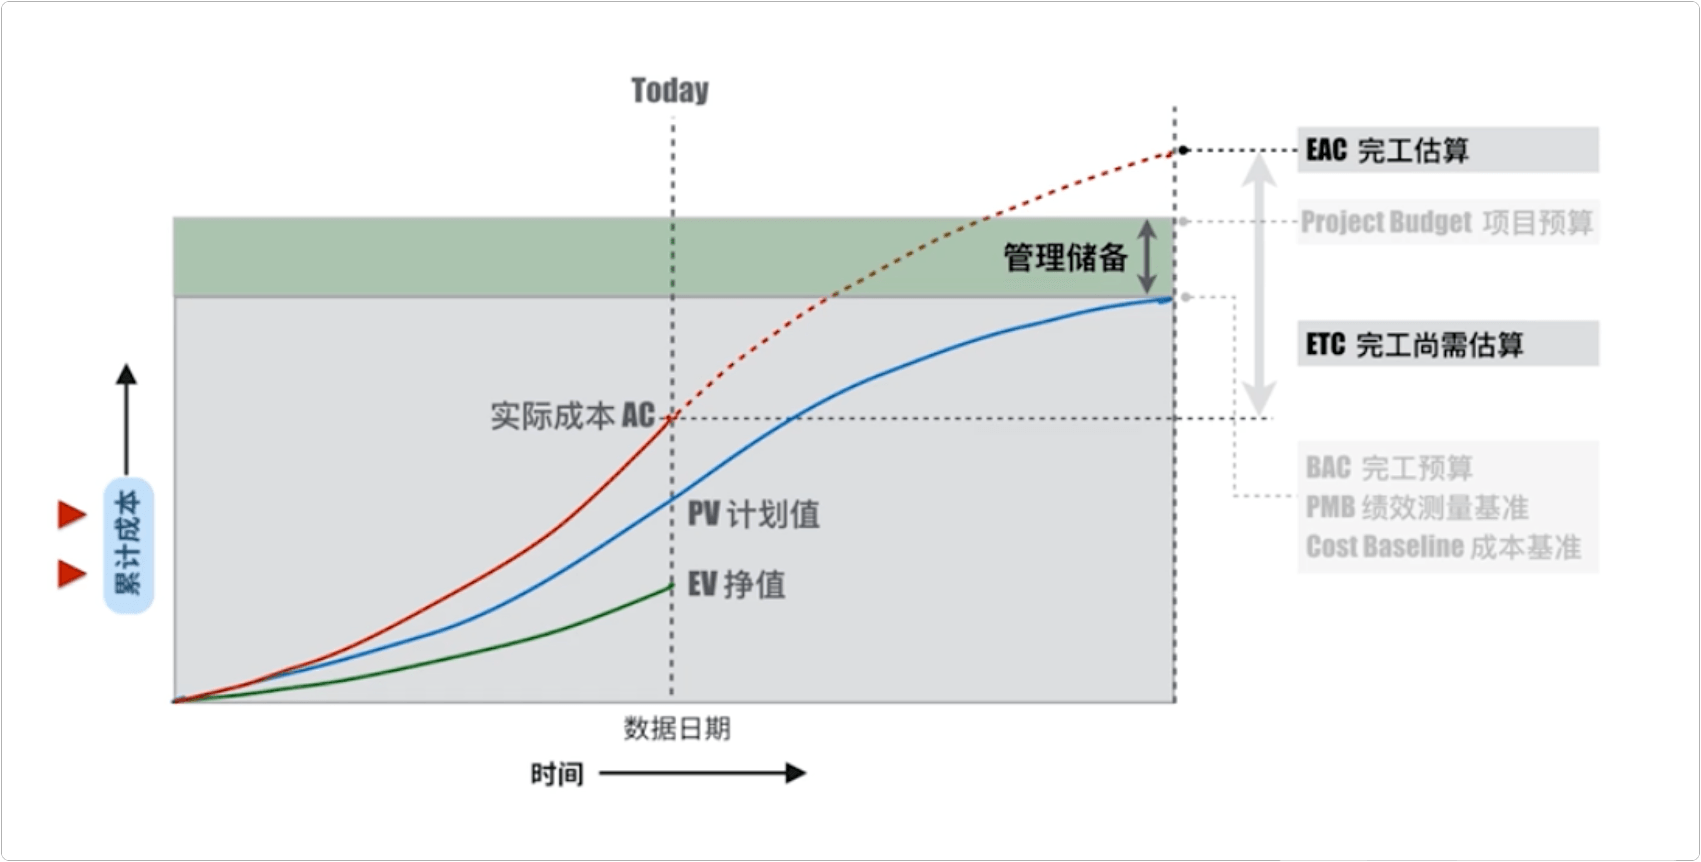 Today
EAC 完工估算
Project Budget 项目预算
管理储备
ETC 完工尚需估算
实际成本 AC
BAC 完工预算
PMB 绩效测量基准
Cost Baseline 成本基准
PV 计划值
EV 挣值
累计成本
数据日期
时间